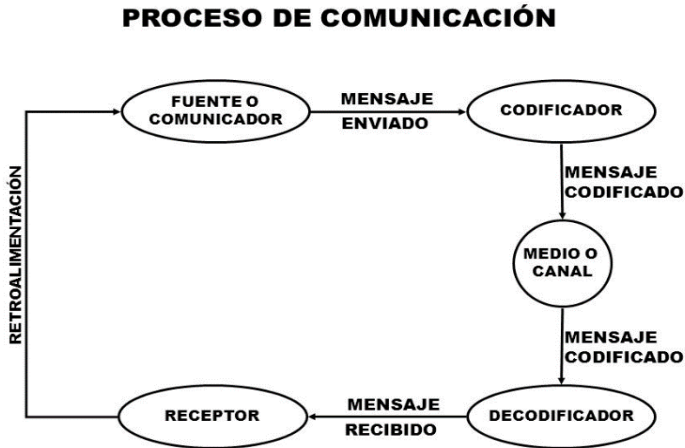 PROCESO DE COMUNICACIÓN
FUENTE O
COMUNICADOR
MENSAJE
ENVIADO
CODIFICADOR
MENSAJE
CODIFICADO
MEDIO O
CANAL
MENSAJE
CODIFICADO
DECODIFICADOR
MENSAJE
RECIBIDO
RECEPTOR
RETROALIMENTACIÓN